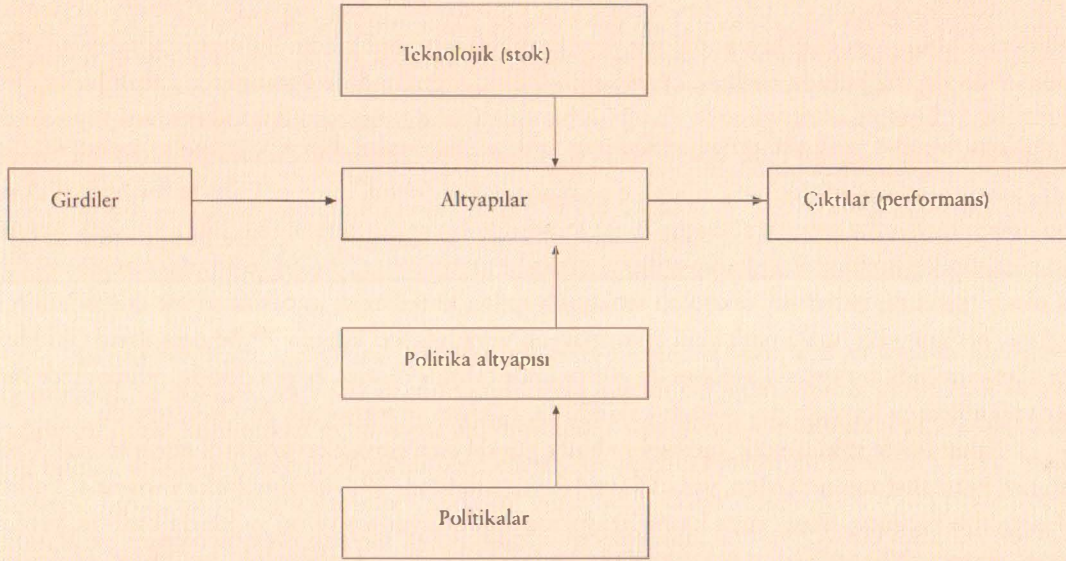 Teknolojik (stok)
Girdiler
Altyapılar
Çıktılar (performans)
Politika altyapısı
Politikalar